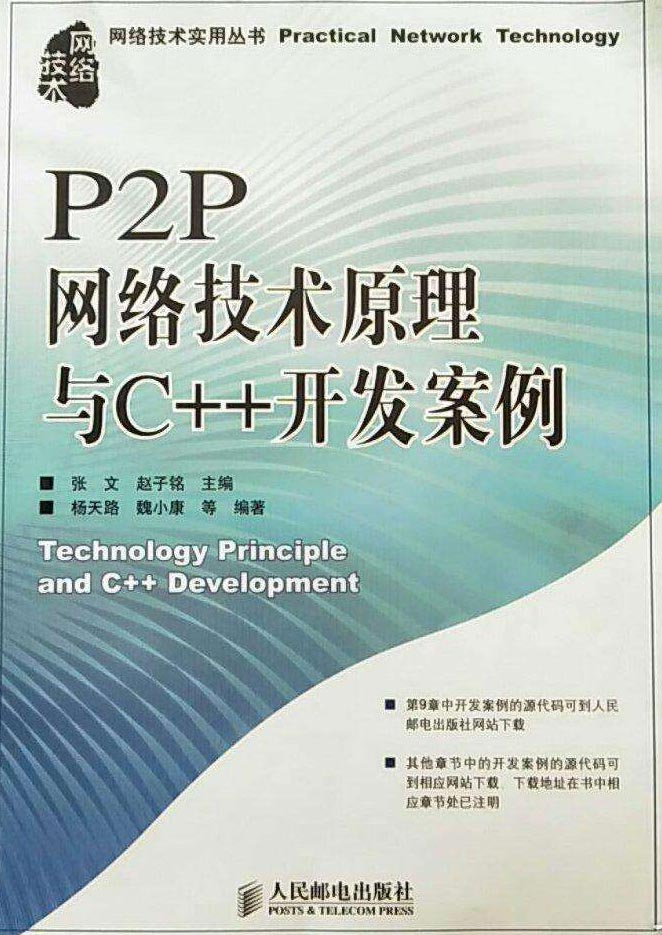 网络技术
网络技术实用丛书 Practical Network Technology
P2P
网络技术原理
与C++开发案例
■ 张 文 赵子铭 主编
■ 杨天路 魏小康 等 编著
Technology Principle
and C++ Development
■ 第9章中开发案例的源代码可到人民
邮电出版社网站下载
■ 其他章节中的开发案例的源代码可
到相应网站下载 下载地址在书中相
应章节处已注明
人民邮电出版社
POSTS & TELECOM PRESS